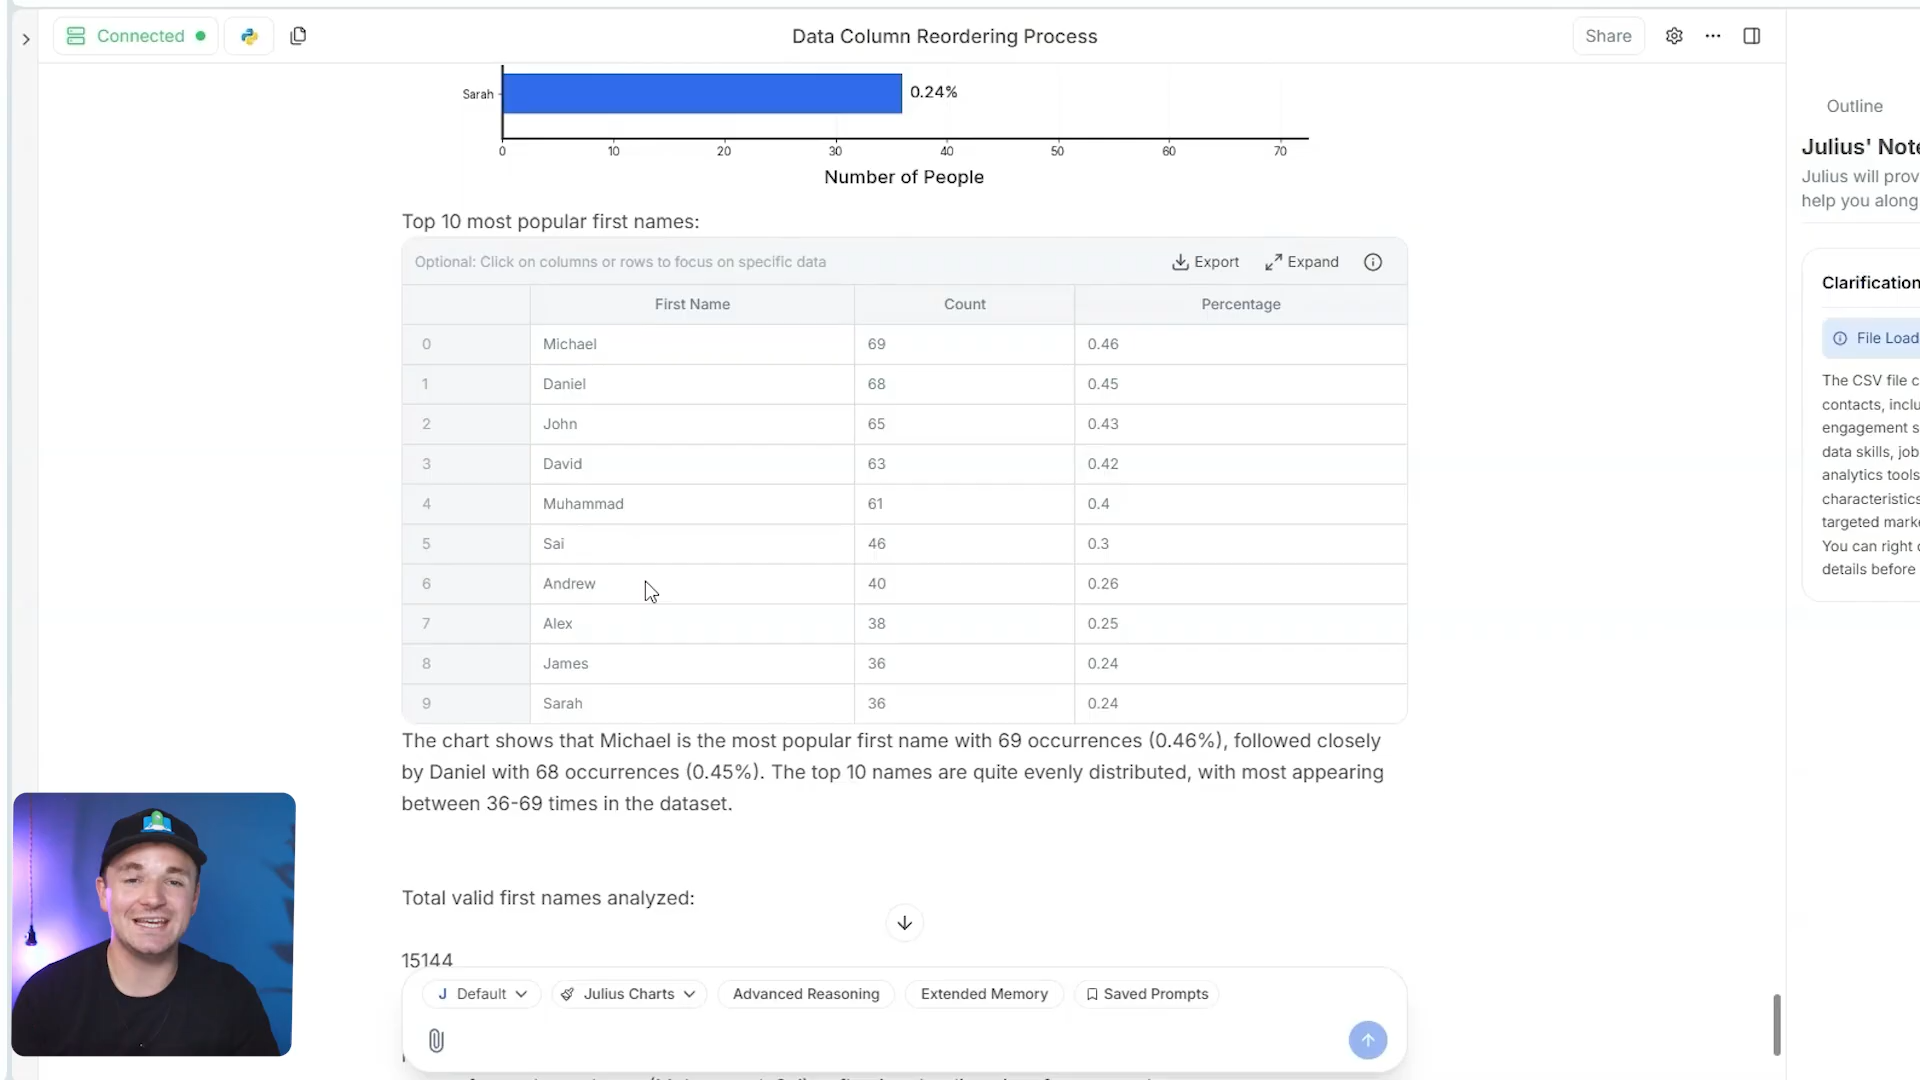 Connected
Data Column Reordering Process
Share
Sarah
0.24%
0 10 20 30 40 50 60 70
Number of People
Outline
Julius' Note
Julius will prov
help you along
Top 10 most popular first names:
Optional: Click on columns or rows to focus on specific data
Export
Expand
First Name Count Percentage
0 Michael 69 0.46
1 Daniel 68 0.45
2 John 65 0.43
3 David 63 0.42
4 Muhammad 61 0.4
5 Sai 46 0.3
6 Andrew 40 0.26
7 Alex 38 0.25
8 James 36 0.24
9 Sarah 36 0.24
Clarification
File Load
The CSV file c
contacts, inclu
engagement s
data skills, job
analytics tools
characteristics
targeted mark
You can right c
details before
The chart shows that Michael is the most popular first name with 69 occurrences (0.46%), followed closely
by Daniel with 68 occurrences (0.45%). The top 10 names are quite evenly distributed, with most appearing
between 36-69 times in the dataset.
Total valid first names analyzed:
15144
J Default
Julius Charts
Advanced Reasoning
Extended Memory
Saved Prompts